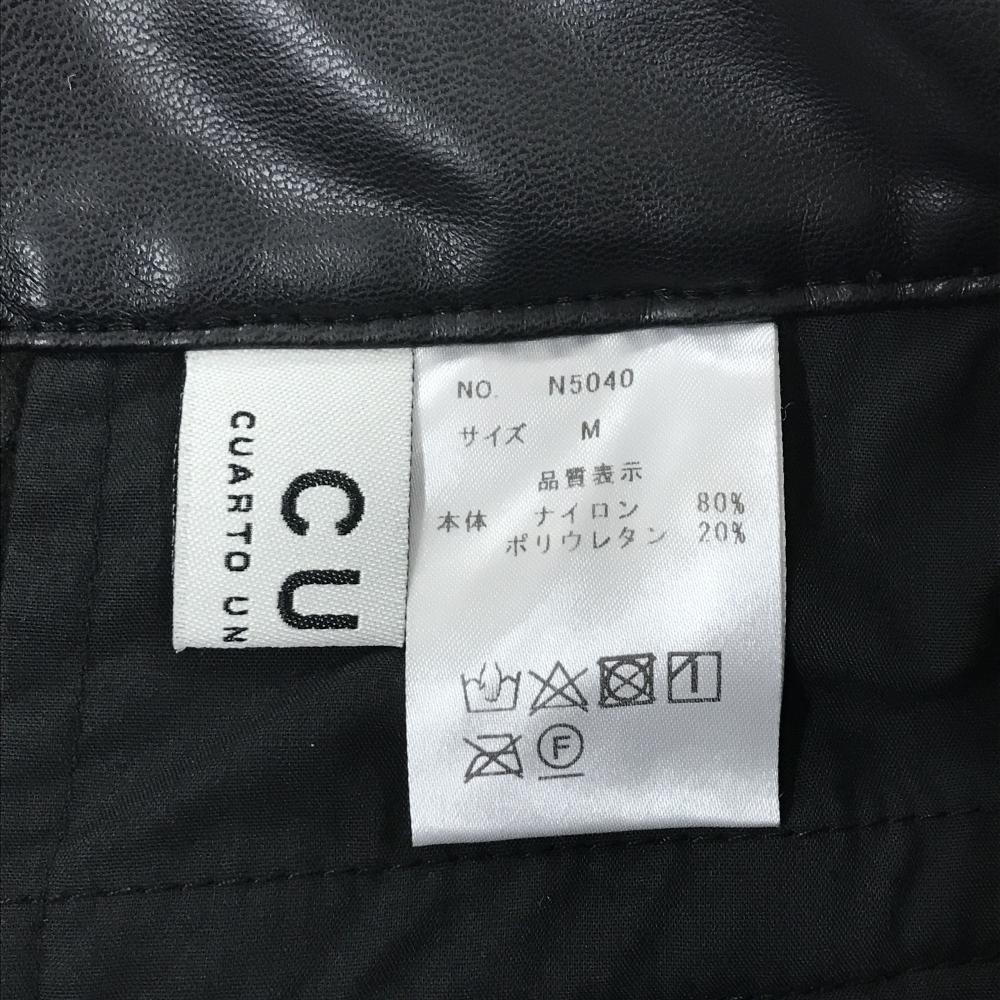 CU
CUARTO UN
NO. N5040
サイズ M
品質表示
本体 ナイロン 80%
ポリウレタン 20%
F